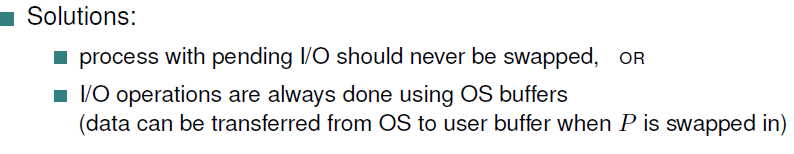 Solutions:
process with pending I/O should never be swapped, OR
I/O operations are always done using OS buffers
(data can be transferred from OS to user buffer when P is swapped in)